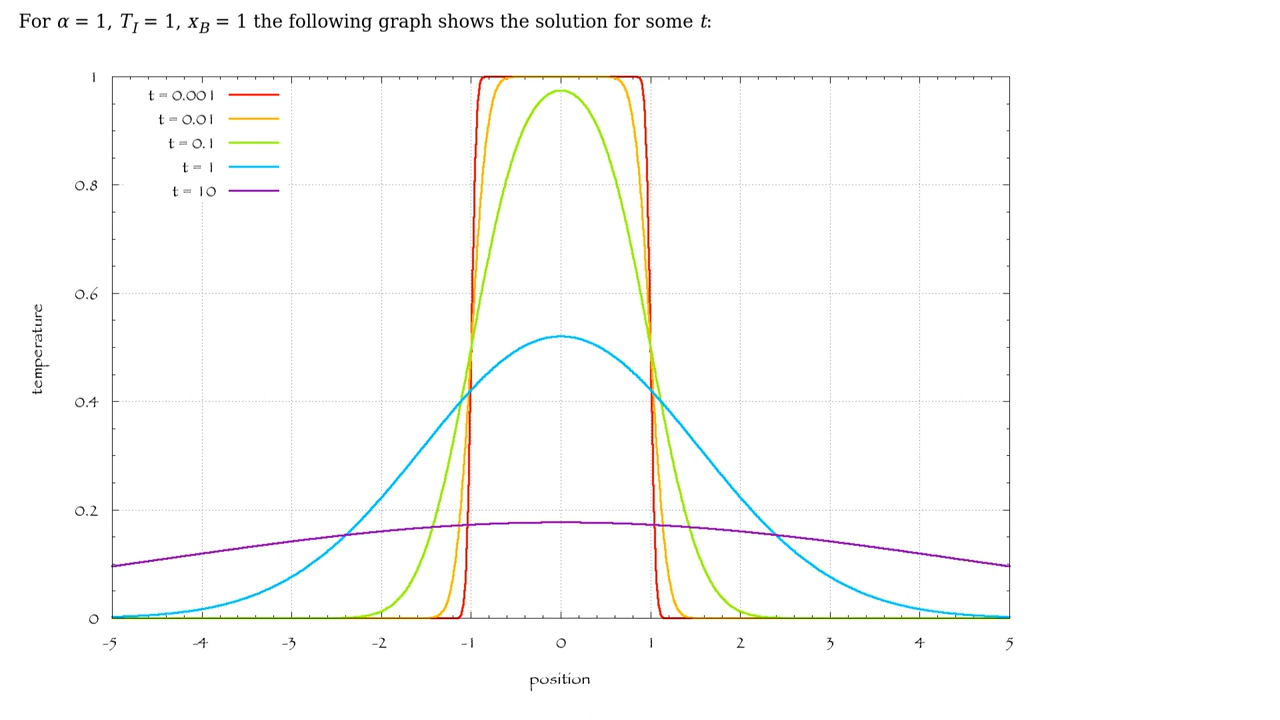 For α = 1, T_I = 1, x_B = 1 the following graph shows the solution for some t:
1
t = 0.001
t = 0.01
t = 0.1
t = 1
t = 10
0.8
0.6
temperature
0.4
0.2
0
-5 -4 -3 -2 -1 0 1 2 3 4 5
position